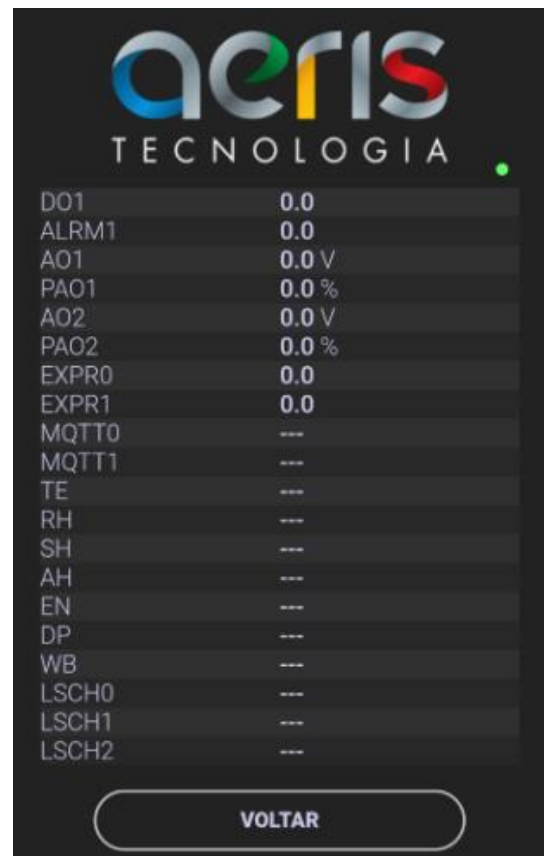 aeris
TECNOLOGIA
DO1 0.0
ALRM1 0.0
AO1 0.0 V
PAO1 0.0 %
AO2 0.0 V
PAO2 0.0 %
EXPR0 0.0
EXPR1 0.0
MQTT0 ---
MQTT1 ---
TE ---
RH ---
SH ---
AH ---
EN ---
DP ---
WB ---
LSCH0 ---
LSCH1 ---
LSCH2 ---
VOLTAR